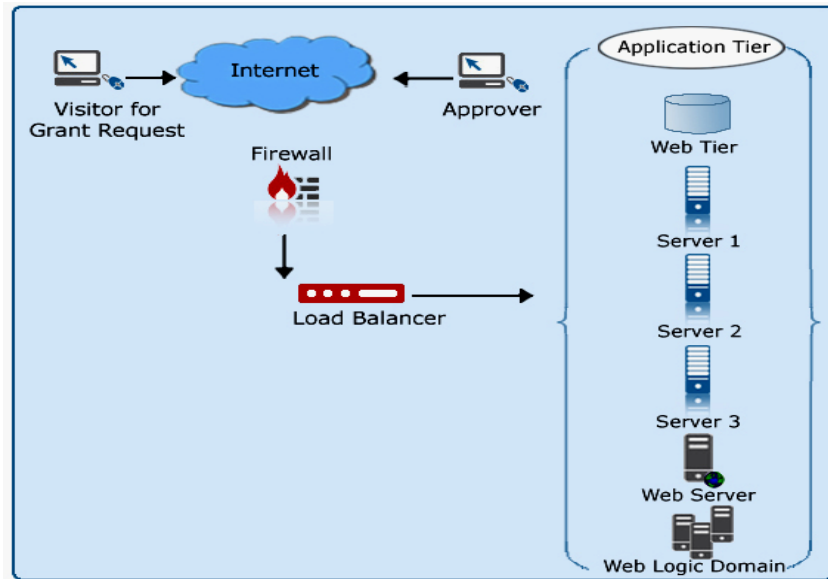 Application Tier
Internet
Visitor for
Grant Request
Approver
Web Tier
Firewall
Server 1
Load Balancer
Server 2
Server 3
Web Server
Web Logic Domain